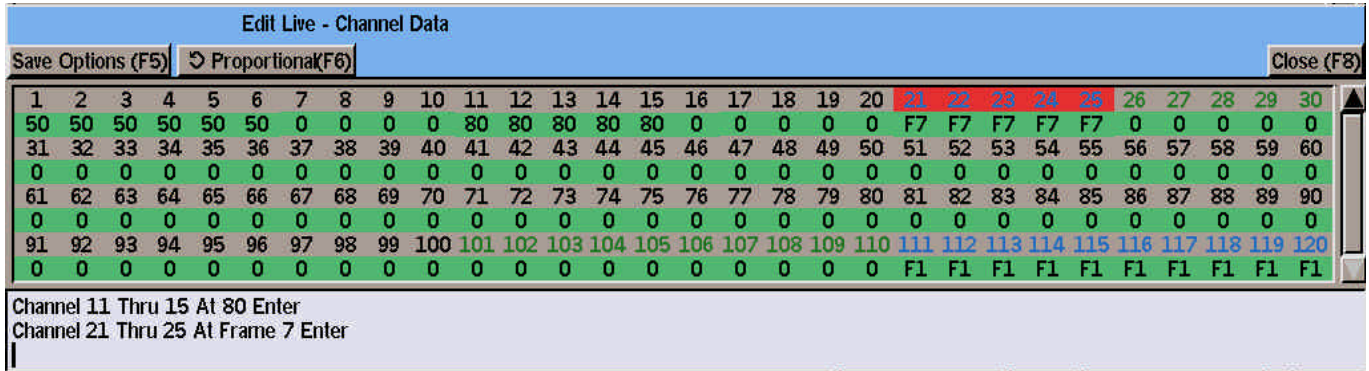 Edit Live - Channel Data
Save Options (F5) Proportional(F6) Close (F8)
1 2 3 4 5 6 7 8 9 10 11 12 13 14 15 16 17 18 19 20 21 22 23 24 25 26 27 28 29 30
50 50 50 50 50 50 0 0 0 0 80 80 80 80 80 0 0 0 0 0 F7 F7 F7 F7 F7 0 0 0 0 0
31 32 33 34 35 36 37 38 39 40 41 42 43 44 45 46 47 48 49 50 51 52 53 54 55 56 57 58 59 60
0 0 0 0 0 0 0 0 0 0 0 0 0 0 0 0 0 0 0 0 0 0 0 0 0 0 0 0 0 0
61 62 63 64 65 66 67 68 69 70 71 72 73 74 75 76 77 78 79 80 81 82 83 84 85 86 87 88 89 90
0 0 0 0 0 0 0 0 0 0 0 0 0 0 0 0 0 0 0 0 0 0 0 0 0 0 0 0 0 0
91 92 93 94 95 96 97 98 99 100 101 102 103 104 105 106 107 108 109 110 111 112 113 114 115 116 117 118 119 120
0 0 0 0 0 0 0 0 0 0 0 0 0 0 0 0 0 0 0 0 F1 F1 F1 F1 F1 F1 F1 F1 F1 F1
Channel 11 Thru 15 At 80 Enter
Channel 21 Thru 25 At Frame 7 Enter